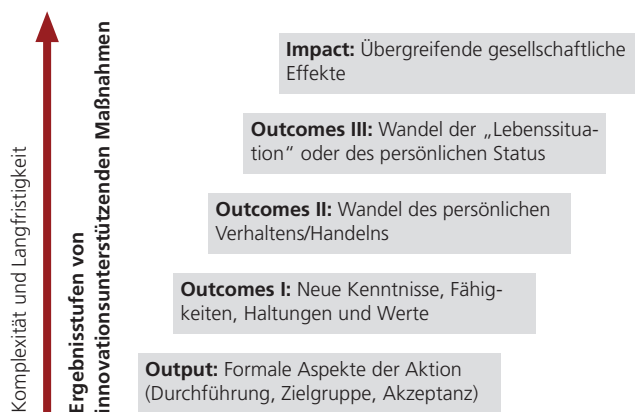 Komplexität und Langfristigkeit
Ergebnisstufen von
innovationsunterstützenden Maßnahmen
Impact: Übergreifende gesellschaftliche
Effekte
Outcomes III: Wandel der „Lebenssitua-
tion" oder des persönlichen Status
Outcomes II: Wandel des persönlichen
Verhaltens/Handelns
Outcomes I: Neue Kenntnisse, Fähig-
keiten, Haltungen und Werte
Output: Formale Aspekte der Aktion
(Durchführung, Zielgruppe, Akzeptanz)